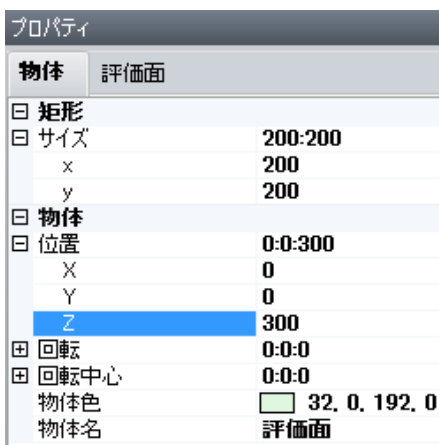 プロパティ
物体 評価面
矩形
サイズ 200:200
x 200
y 200
物体
位置 0:0:300
X 0
Y 0
Z 300
回転 0:0:0
回転中心 0:0:0
物体色 32, 0, 192, 0
物体名 評価面